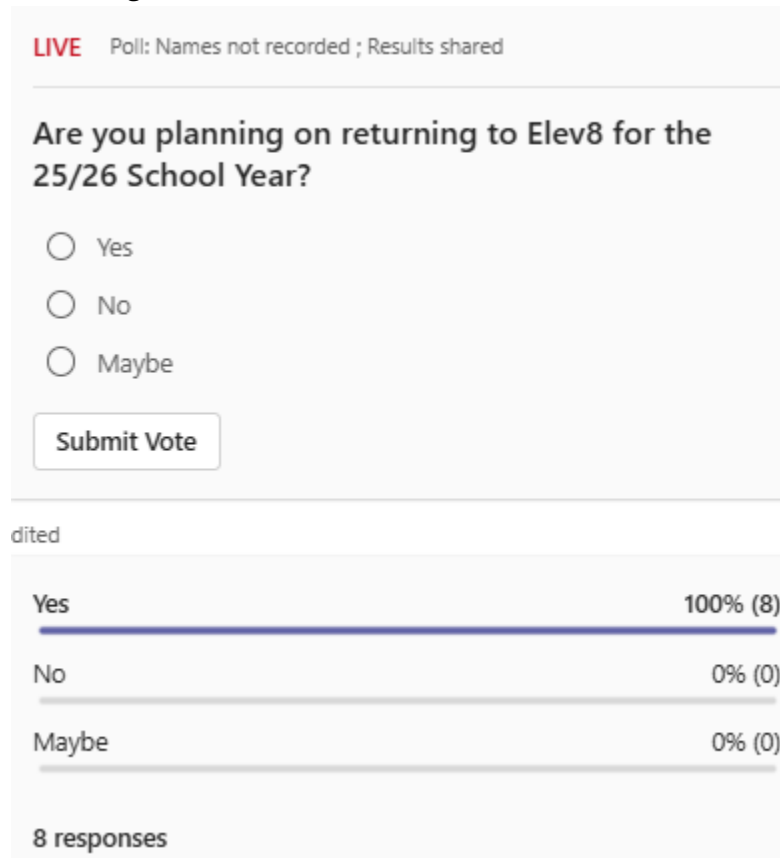 LIVE Poll: Names not recorded ; Results shared
Are you planning on returning to Elev8 for the
25/26 School Year?
Yes
No
Maybe
Submit Vote
dited
Yes 100% (8)
No 0% (0)
Maybe 0% (0)
8 responses